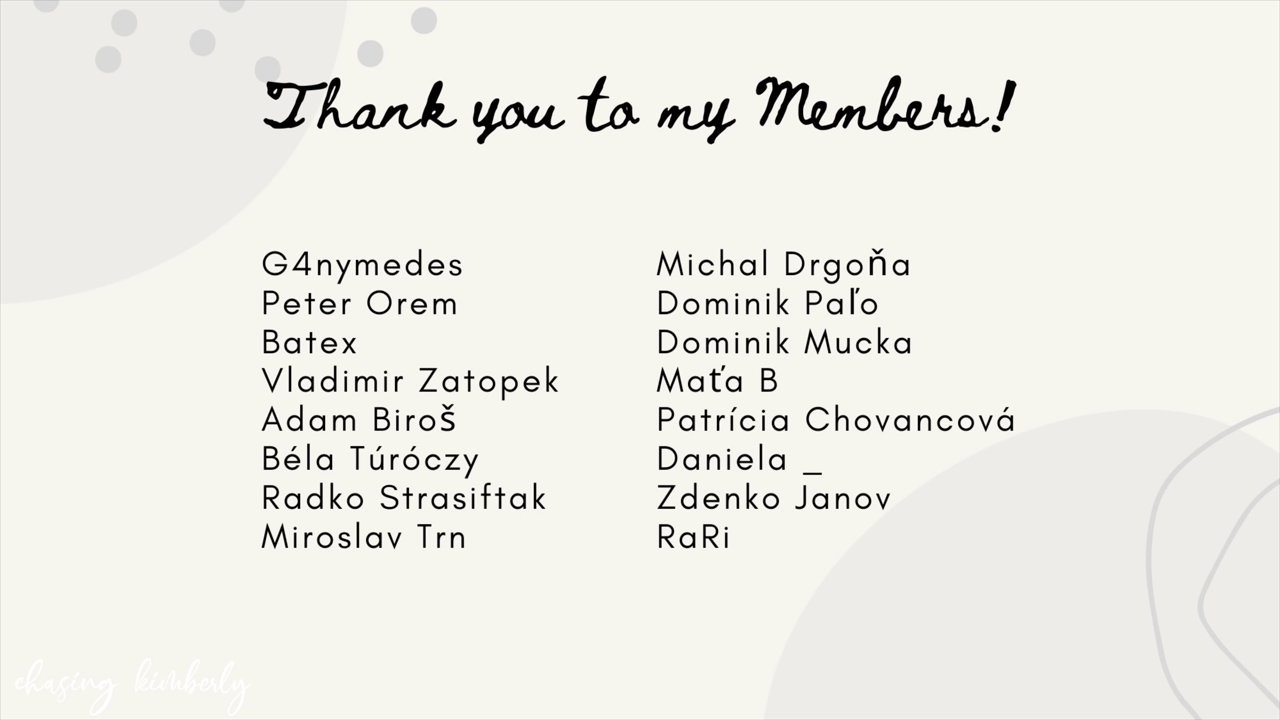 Thank you to my Members!
G4nymedes
Peter Orem
Batex
Vladimir Zatopek
Adam Biroš
Béla Túróczy
Radko Strasiftak
Miroslav Trn
Michal Drgoňa
Dominik Paľo
Dominik Mucka
Maťa B
Patrícia Chovancová
Daniela _
Zdenko Janov
RaRi
chasing kimberly